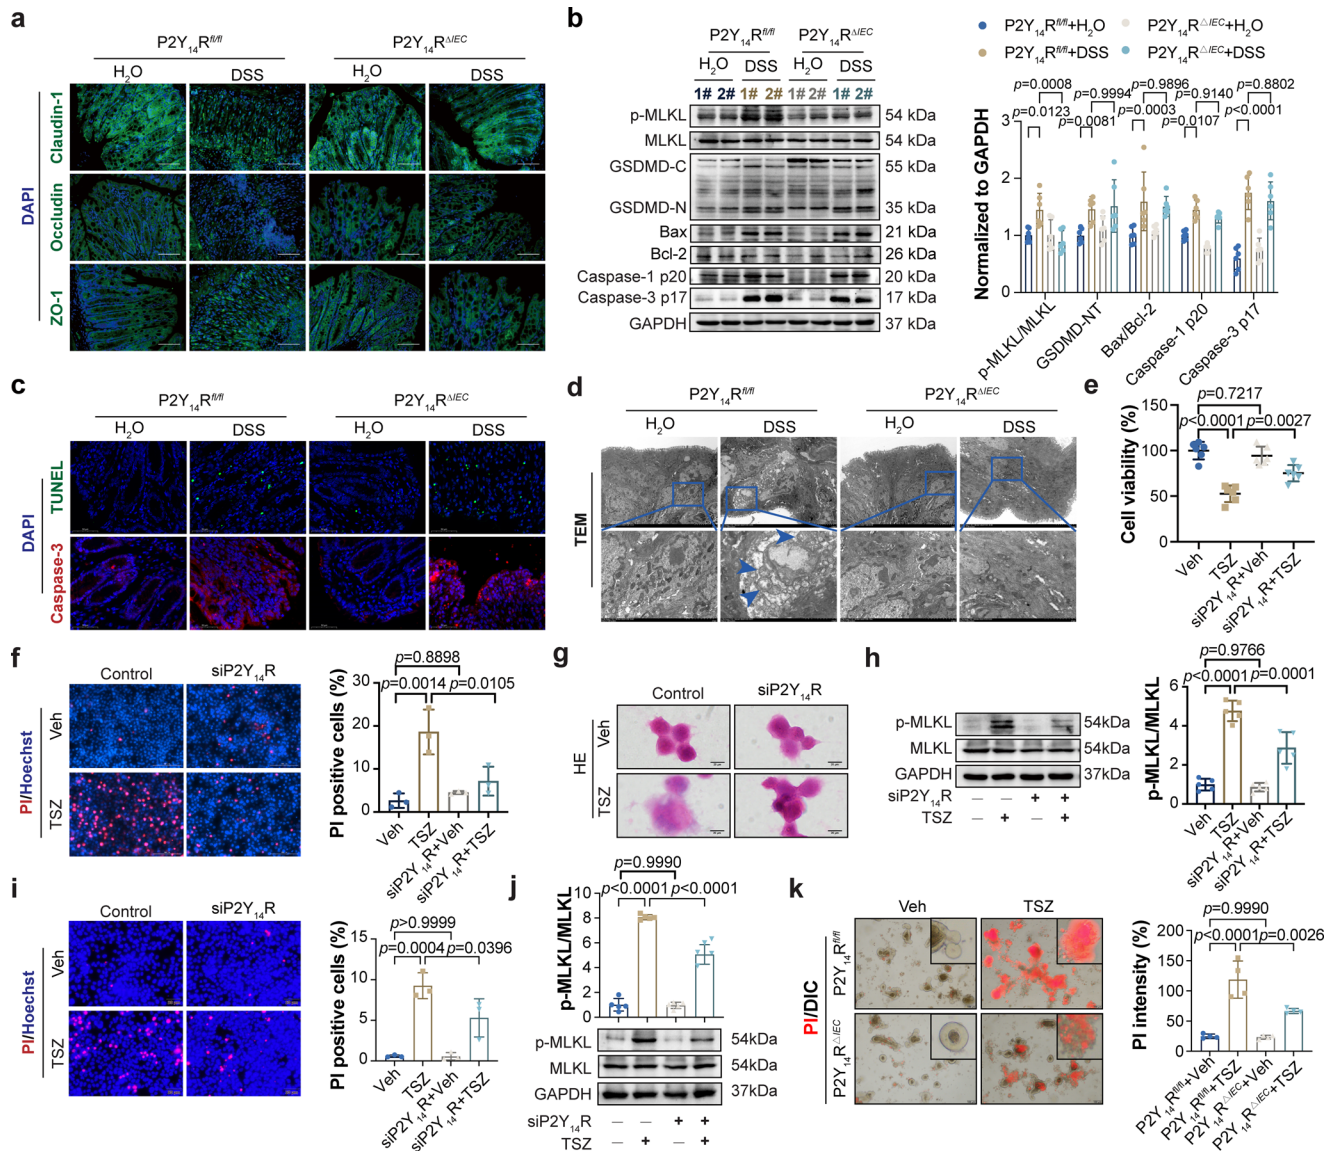 a
P2Y14Rfl/fl
P2Y14RΔIEC
H2O
DSS
H2O
DSS
DAPI
Claudin-1
Occludin
ZO-1
b
P2Y14Rfl/fl
P2Y14RΔIEC
H2O
DSS
H2O
DSS
1# 2# 1# 2# 1# 2# 1# 2#
p-MLKL 54 kDa
MLKL 54 kDa
GSDMD-C 55 kDa
GSDMD-N 35 kDa
Bax 21 kDa
Bcl-2 26 kDa
Caspase-1 p20 20 kDa
Caspase-3 p17 17 kDa
GAPDH 37 kDa
P2Y14Rfl/fl+H2O
P2Y14R△IEC+H2O
P2Y14Rfl/fl+DSS
P2Y14R△IEC+DSS
p=0.0008
p=0.9896
p=0.8802
p=0.9994
p=0.9140
p=0.0123
p=0.0003
p<0.0001
p=0.0081
p=0.0107
Normalized to GAPDH
3
2
1
0
p-MLKL/MLKL
GSDMD-NT
Bax/Bcl-2
Caspase-1 p20
Caspase-3 p17
c
P2Y14Rfl/fl
P2Y14RΔIEC
H2O
DSS
H2O
DSS
DAPI
TUNEL
Caspase-3
d
P2Y14Rfl/fl
P2Y14RΔIEC
H2O
DSS
H2O
DSS
TEM
e
p=0.7217
p<0.0001
p=0.0027
Cell viability (%)
150
100
50
0
Veh
TSZ
siP2Y14R+Veh
siP2Y14R+TSZ
f
Control
siP2Y14R
PI/Hoechst
Veh
TSZ
p=0.8898
p=0.0014
p=0.0105
PI positive cells (%)
30
20
10
0
Veh
TSZ
siP2Y14R+Veh
siP2Y14R+TSZ
g
Control
siP2Y14R
HE
Veh
TSZ
h
p-MLKL 54kDa
MLKL 54kDa
GAPDH 37kDa
siP2Y14R — — + +
TSZ — + — +
p=0.9766
p<0.0001
p=0.0001
p-MLKL/MLKL
6
4
2
0
Veh
TSZ
siP2Y14R+Veh
siP2Y14R+TSZ
i
Control
siP2Y14R
PI/Hoechst
Veh
TSZ
p>0.9999
p=0.0004
p=0.0396
PI positive cells (%)
15
10
5
0
Veh
TSZ
siP2Y14R+Veh
siP2Y14R+TSZ
j
p=0.9990
p<0.0001
p<0.0001
p-MLKL/MLKL
10
8
6
4
2
0
p-MLKL 54kDa
MLKL 54kDa
GAPDH 37kDa
siP2Y14R — — + +
TSZ — + — +
k
Veh
TSZ
PI/DIC
P2Y14Rfl/fl
P2Y14R△IEC
p=0.9990
p<0.0001
p=0.0026
PI intensity (%)
200
150
100
50
0
P2Y14Rfl/fl+Veh
P2Y14Rfl/fl+TSZ
P2Y14R△IEC+Veh
P2Y14R△IEC+TSZ